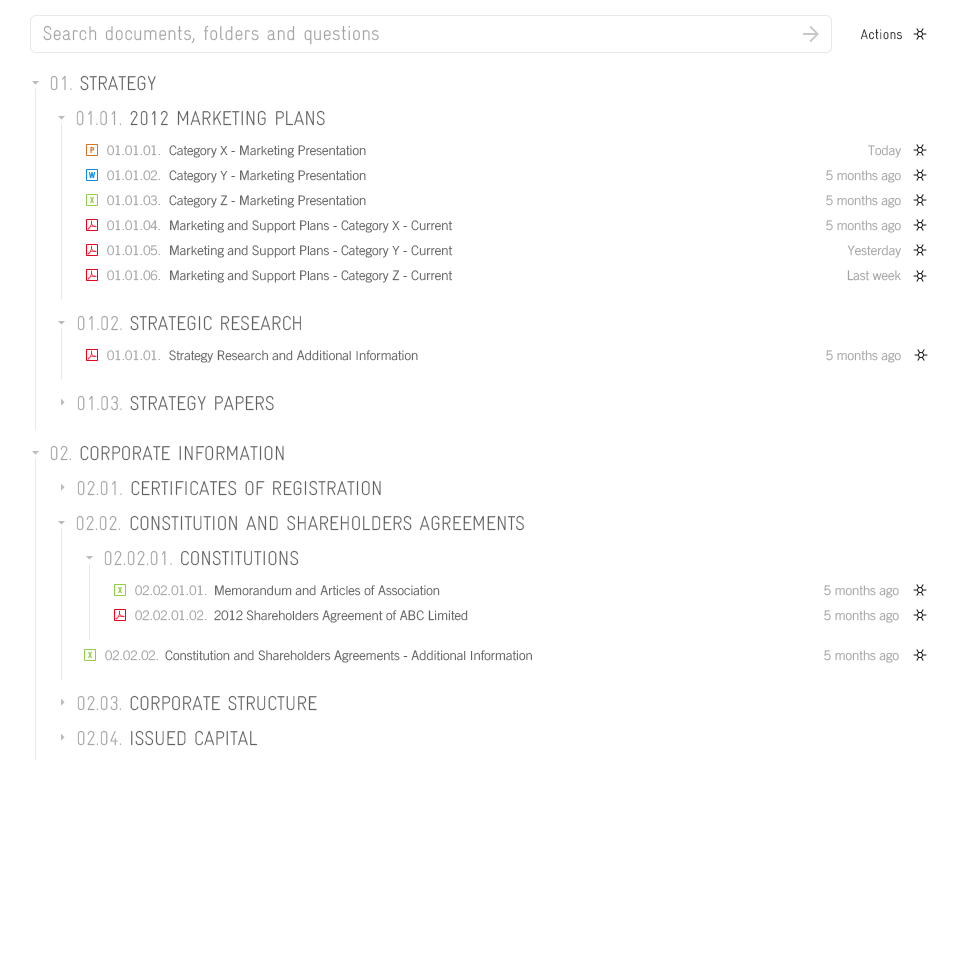 Search documents, folders and questions
Actions
01. STRATEGY
01.01. 2012 MARKETING PLANS
P 01.01.01. Category X - Marketing Presentation Today
W 01.01.02. Category Y - Marketing Presentation 5 months ago
X 01.01.03. Category Z - Marketing Presentation 5 months ago
01.01.04. Marketing and Support Plans - Category X - Current 5 months ago
01.01.05. Marketing and Support Plans - Category Y - Current Yesterday
01.01.06. Marketing and Support Plans - Category Z - Current Last week
01.02. STRATEGIC RESEARCH
01.01.01. Strategy Research and Additional Information 5 months ago
01.03. STRATEGY PAPERS
02. CORPORATE INFORMATION
02.01. CERTIFICATES OF REGISTRATION
02.02. CONSTITUTION AND SHAREHOLDERS AGREEMENTS
02.02.01. CONSTITUTIONS
X 02.02.01.01. Memorandum and Articles of Association 5 months ago
02.02.01.02. 2012 Shareholders Agreement of ABC Limited 5 months ago
X 02.02.02. Constitution and Shareholders Agreements - Additional Information 5 months ago
02.03. CORPORATE STRUCTURE
02.04. ISSUED CAPITAL